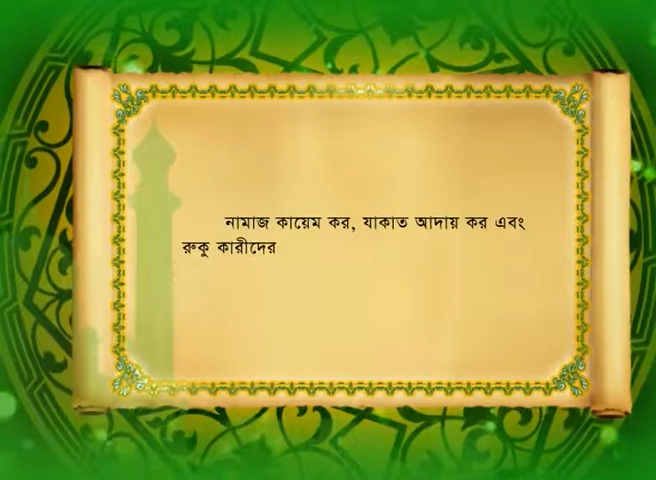 নামাজ কায়েম কর, যাকাত আদায় কর এবং
রুকু কারীদের